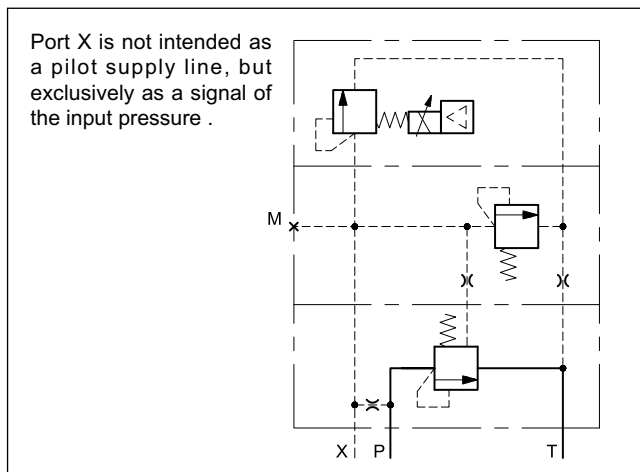 Port X is not intended as
a pilot supply line, but
exclusively as a signal of
the input pressure .
M
X P T